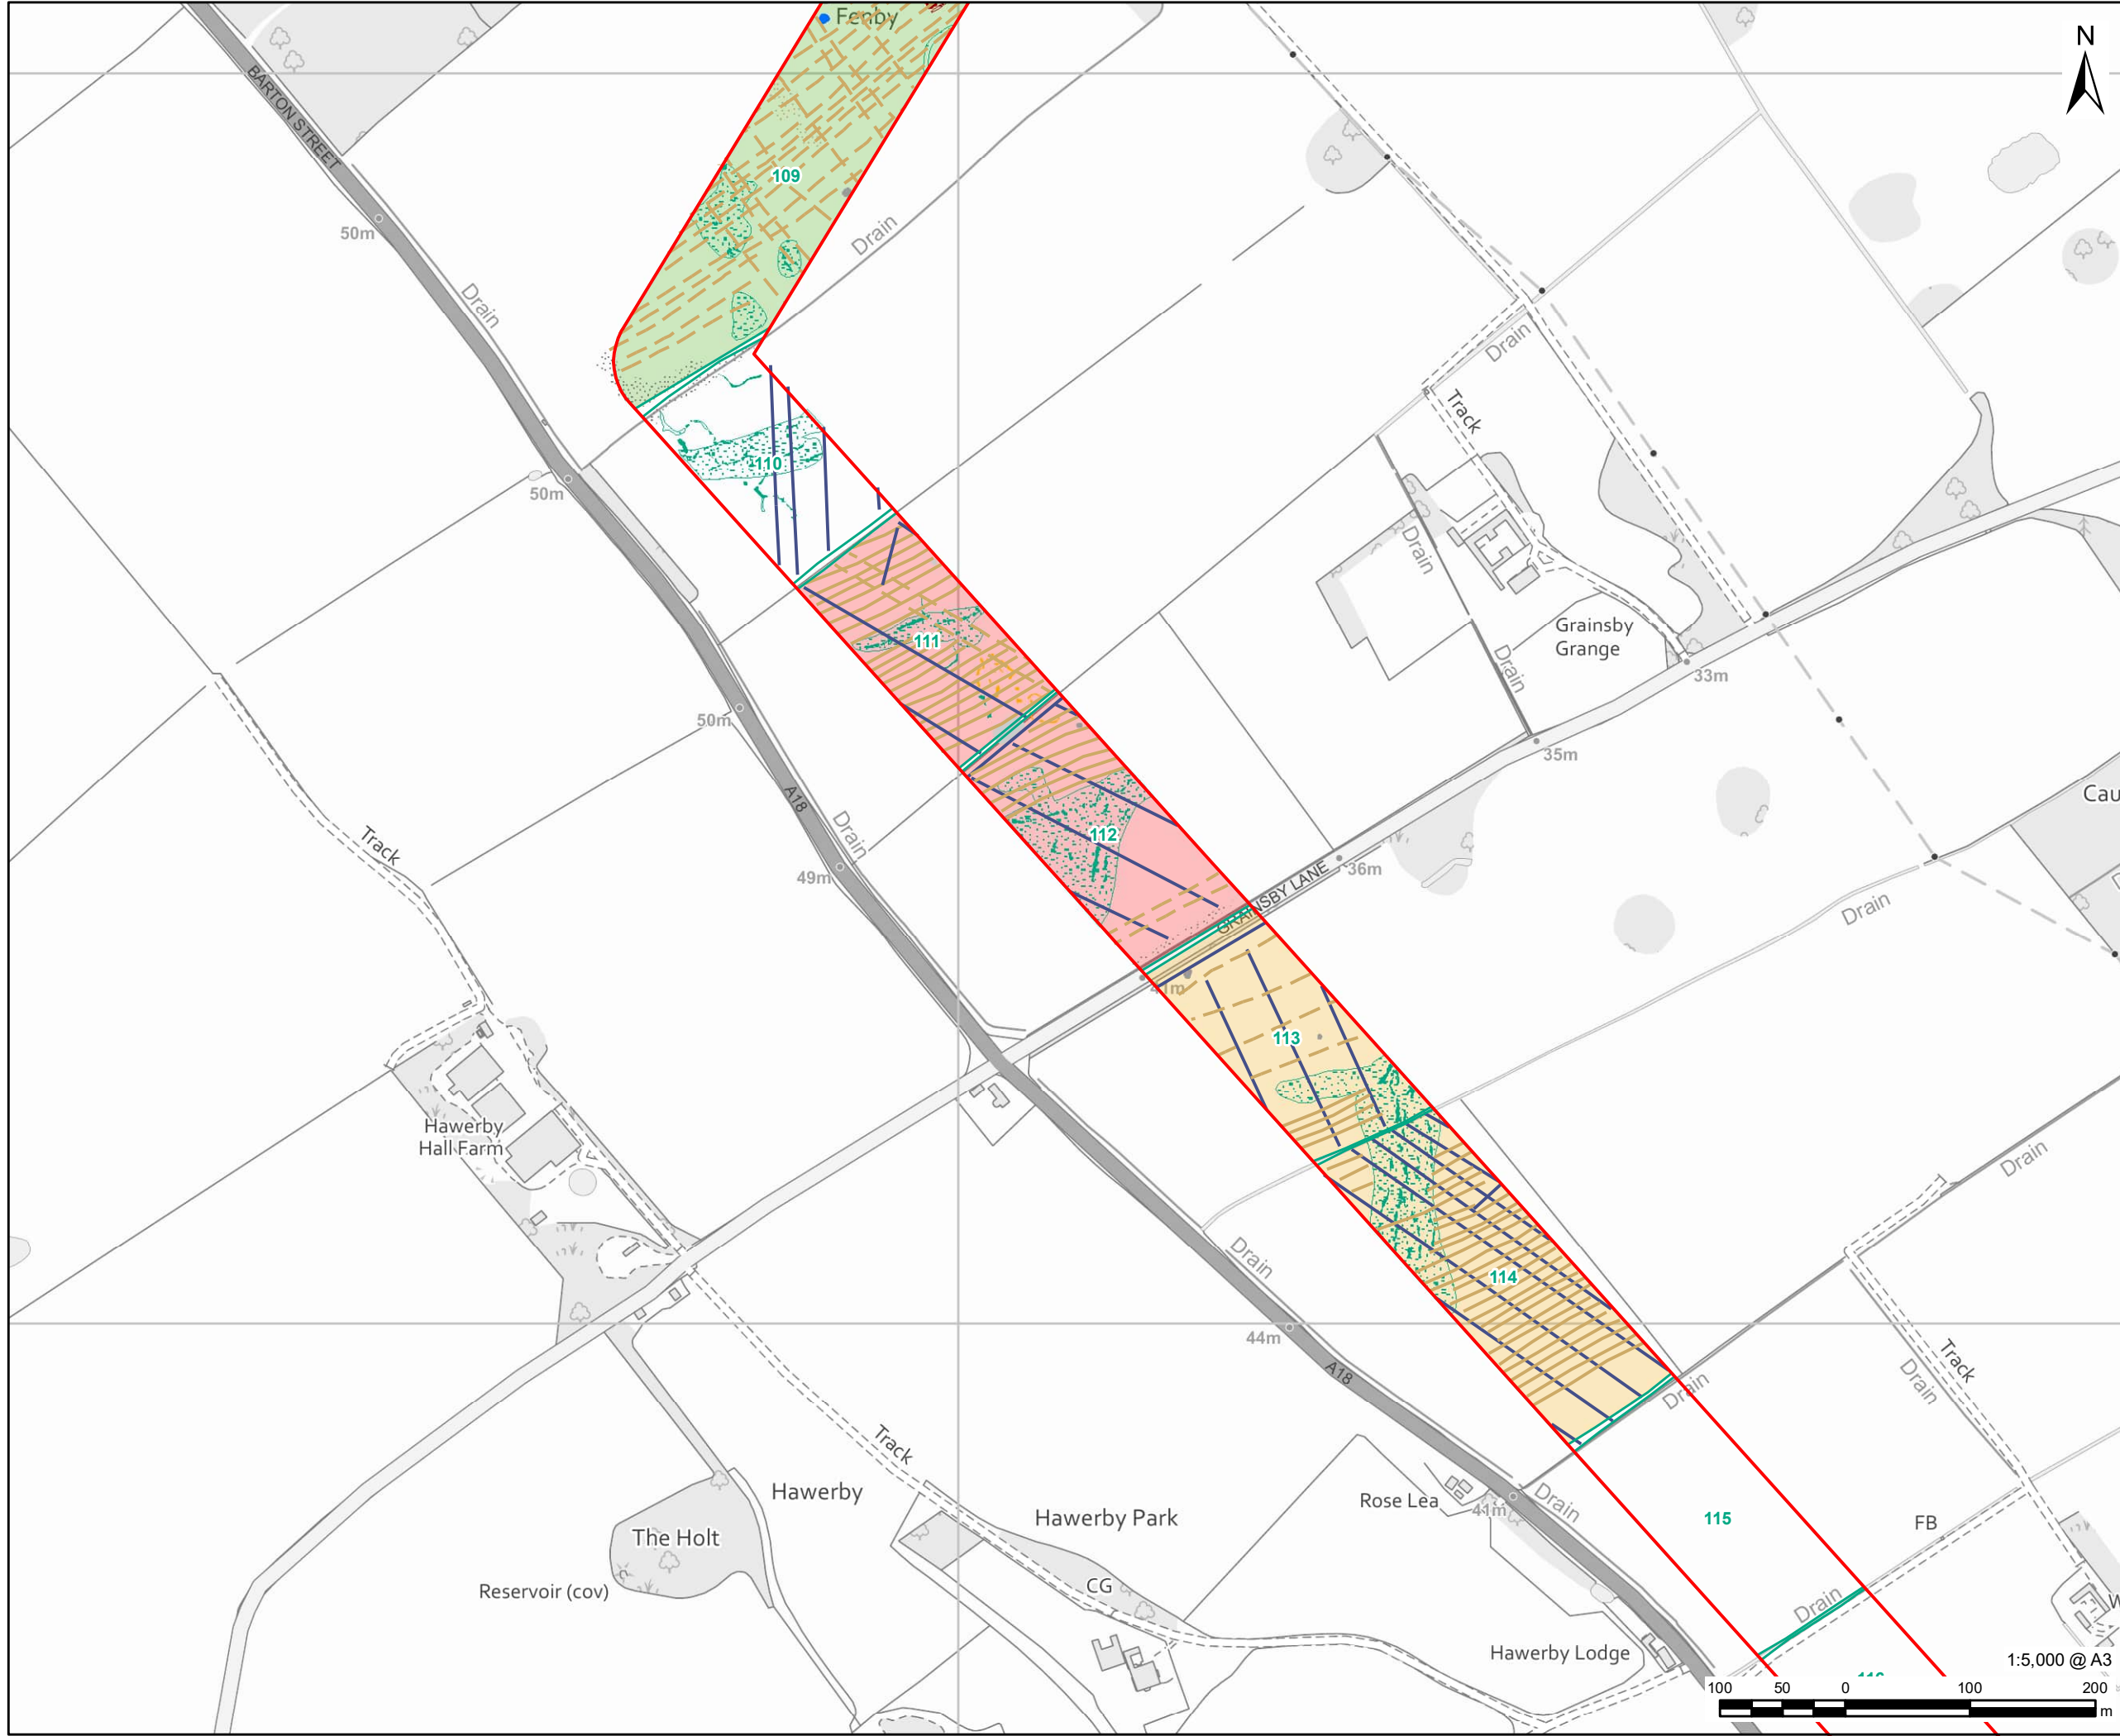 Fenby
N
BARTON STREET
109
50m
Drain
Drain
Drain
110
Track
50m
Drain
Grainsby
Grange
111
Drain
33m
50m
35m
A18
Cau
Drain
Track
112
49m
36m
GRAINSBY LANE
Drain
41m
113
Hawerby
Hall Farm
Drain
Drain
114
44m
Track
A18
Drain
Drain
Track
Hawerby
Rose Lea
41m
Drain
Hawerby Park
115
FB
The Holt
CG
Reservoir (cov)
Drain
W
Hawerby Lodge
1:5,000 @ A3
100 50 0 100 200
m